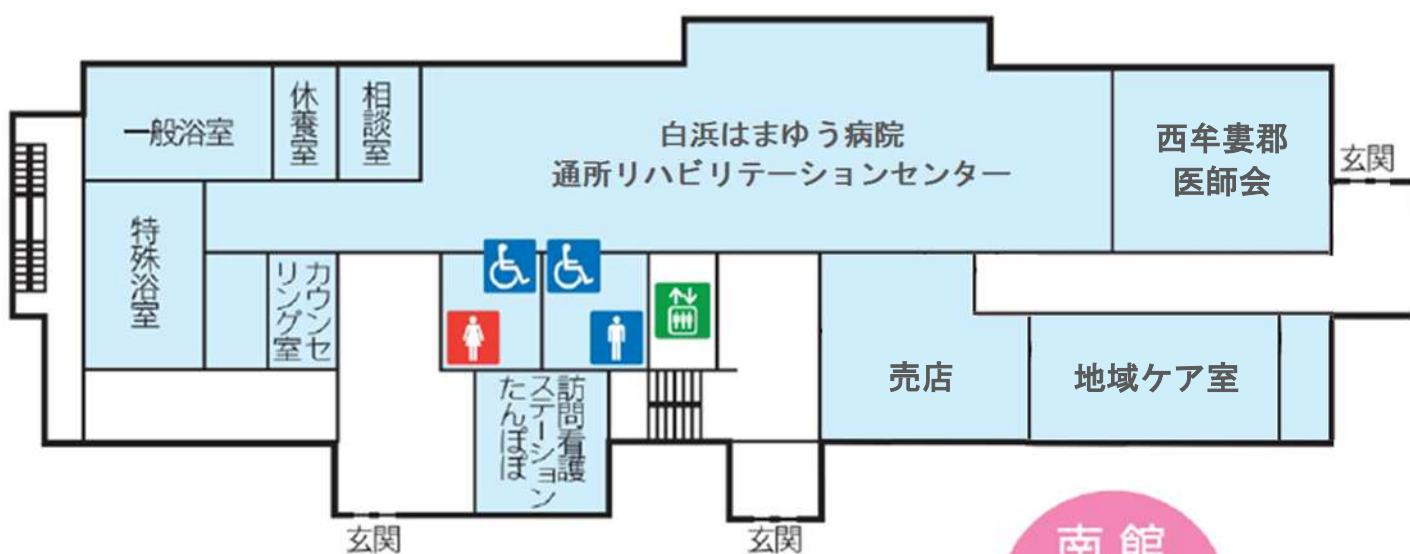 一般浴室
休養室
相談室
白浜はまゆう病院
通所リハビリテーションセンター
西牟婁郡
医師会
玄関
特殊浴室
カウンセ
リング室
売店
地域ケア室
訪問看護
ステーション
たんぽぽ
玄関
玄関
南館